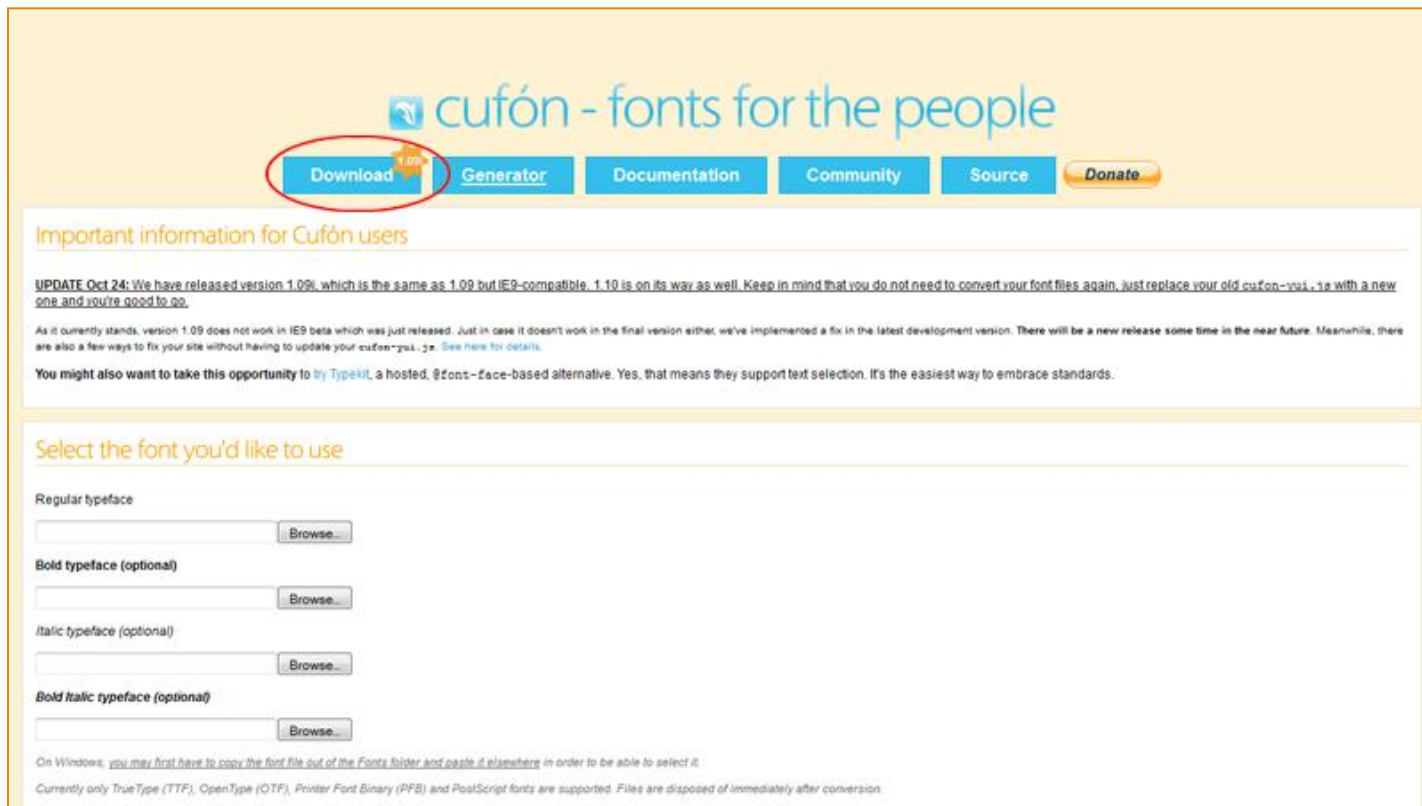 cufón - fonts for the people
Download 1.09i Generator Documentation Community Source Donate
Important information for Cufón users
UPDATE Oct 24: We have released version 1.09i, which is the same as 1.09 but IE9-compatible. 1.10 is on its way as well. Keep in mind that you do not need to convert your font files again, just replace your old cufon-yui.js with a new
one and you're good to go.
As it currently stands, version 1.09 does not work in IE9 beta which was just released. Just in case it doesn't work in the final version either, we've implemented a fix in the latest development version. There will be a new release some time in the near future. Meanwhile, there
are also a few ways to fix your site without having to update your cufon-yui.js. See here for details.
You might also want to take this opportunity to try Typekit, a hosted, @font-face-based alternative. Yes, that means they support text selection. It's the easiest way to embrace standards.
Select the font you'd like to use
Regular typeface
Browse...
Bold typeface (optional)
Browse...
Italic typeface (optional)
Browse...
Bold Italic typeface (optional)
Browse...
On Windows, you may first have to copy the font file out of the Fonts folder and paste it elsewhere in order to be able to select it.
Currently only TrueType (TTF), OpenType (OTF), Printer Font Binary (PFB) and PostScript fonts are supported. Files are disposed of immediately after conversion.